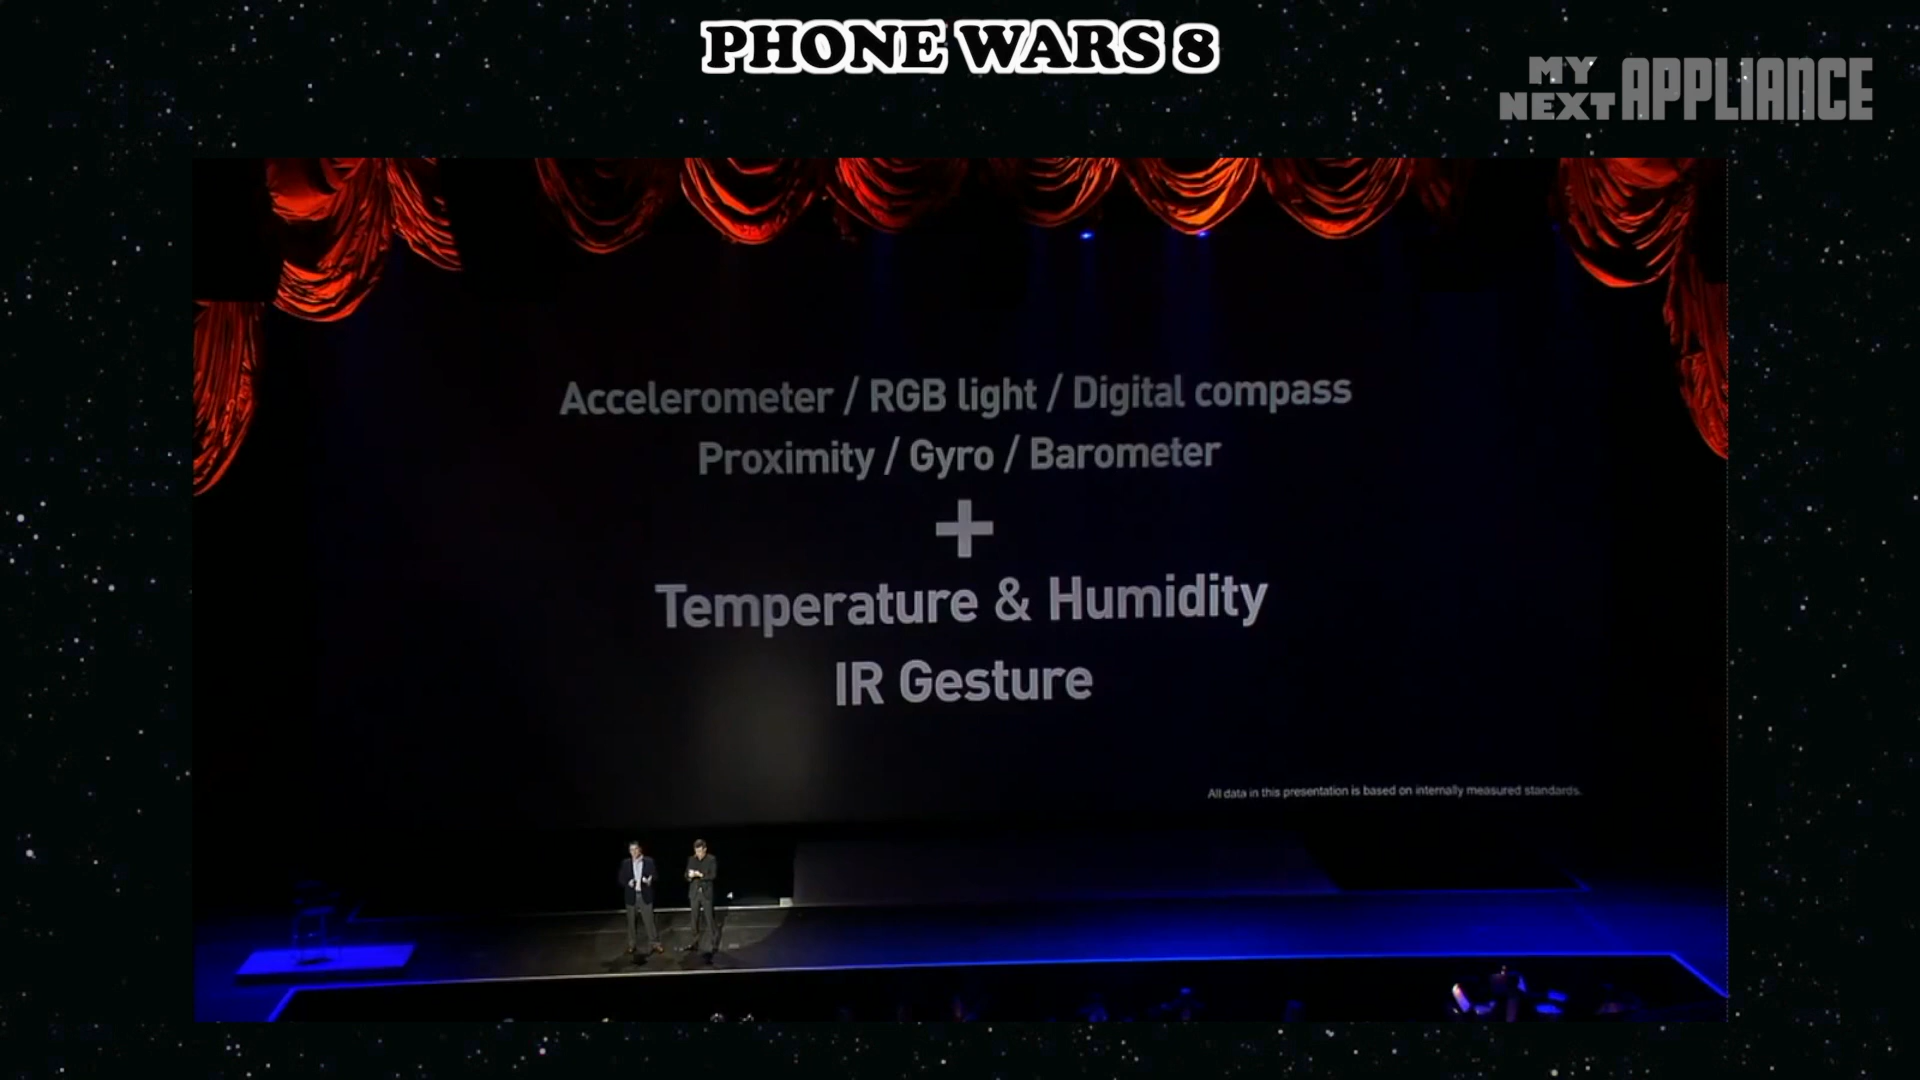 PHONE WARS 8
MY NEXT APPLIANCE
Accelerometer / RGB light / Digital compass
Proximity / Gyro / Barometer
+
Temperature & Humidity
IR Gesture
All data in this presentation is based on internally measured standards.